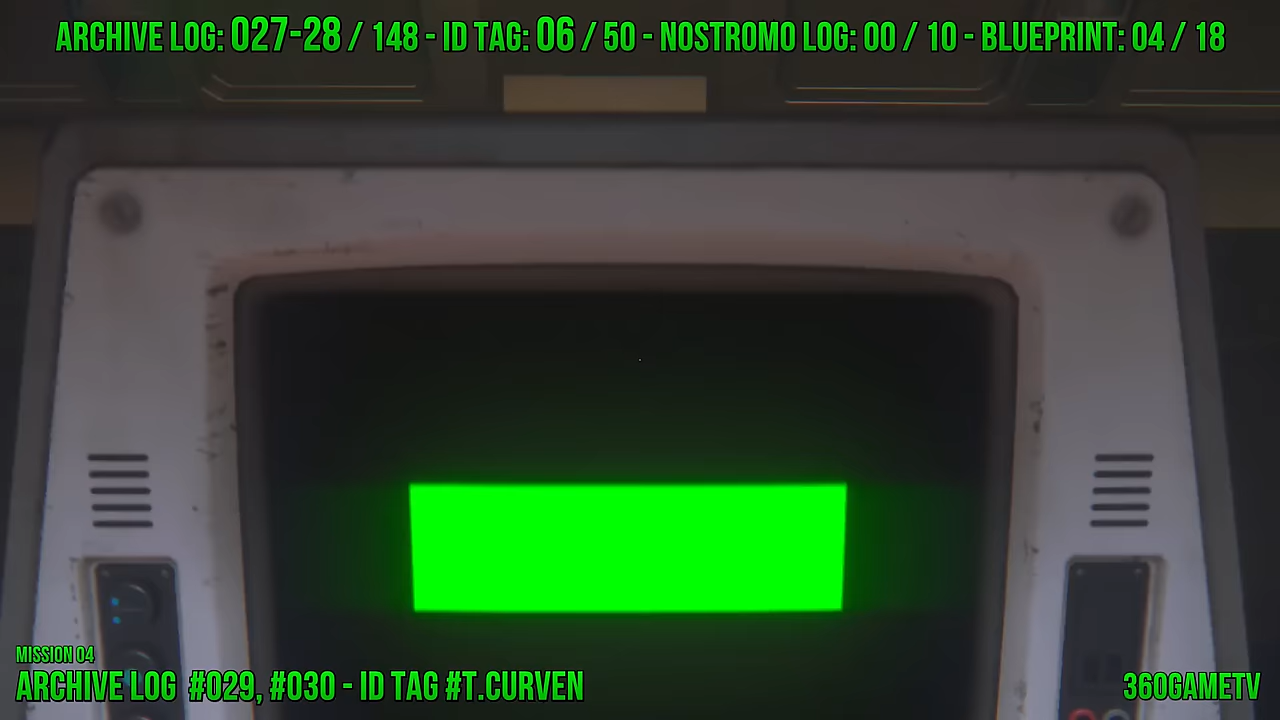 ARCHIVE LOG: 027-28 / 148 - ID TAG: 06 / 50 - NOSTROMO LOG: 00 / 10 - BLUEPRINT: 04 / 18
MISSION 04
ARCHIVE LOG #029, #030 - ID TAG #T.CURVEN
360GAMETV